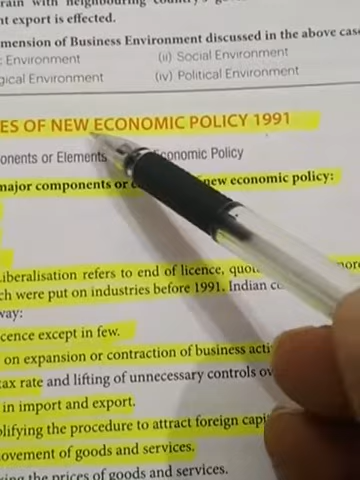 with neighbouring country's
nt export is effected.
mension of Business Environment discussed in the above case
Environment (ii) Social Environment
gical Environment (iv) Political Environment
ES OF NEW ECONOMIC POLICY 1991
onents or Elements Economic Policy
major components or new economic policy:
iberalisation refers to end of licence, quo
ch were put on industries before 1991. Indian c
way:
cence except in few.
on expansion or contraction of business acti
tax rate and lifting of unnecessary controls ov
in import and export.
plifying the procedure to attract foreign capi
ovement of goods and services.
the prices of goods and services.